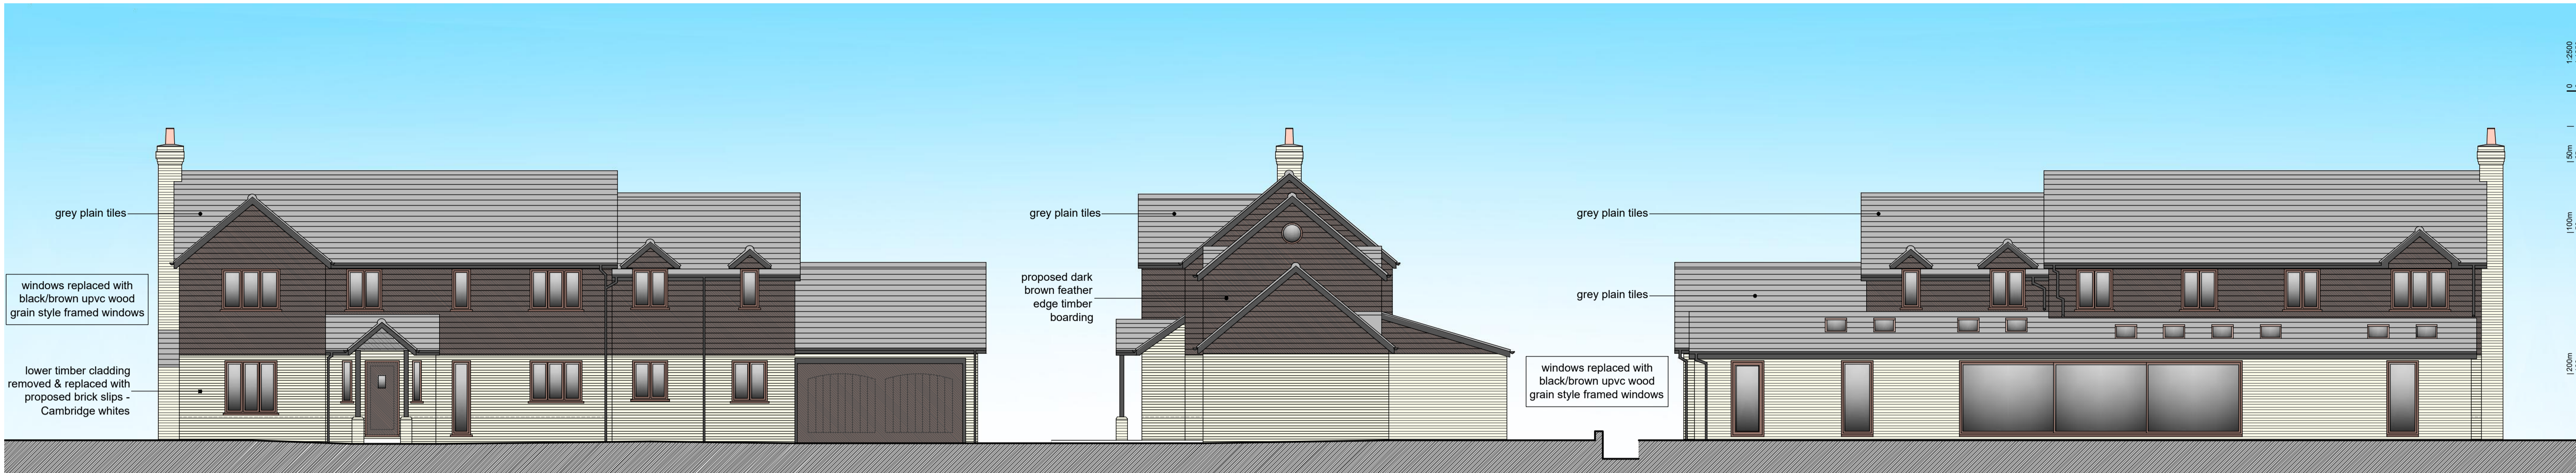 grey plain tiles
windows replaced with
black/brown upvc wood
grain style framed windows
lower timber cladding
removed & replaced with
proposed brick slips -
Cambridge whites
grey plain tiles
proposed dark
brown feather
edge timber
boarding
grey plain tiles
grey plain tiles
windows replaced with
black/brown upvc wood
grain style framed windows
1:2500
0
50m
100m
200m